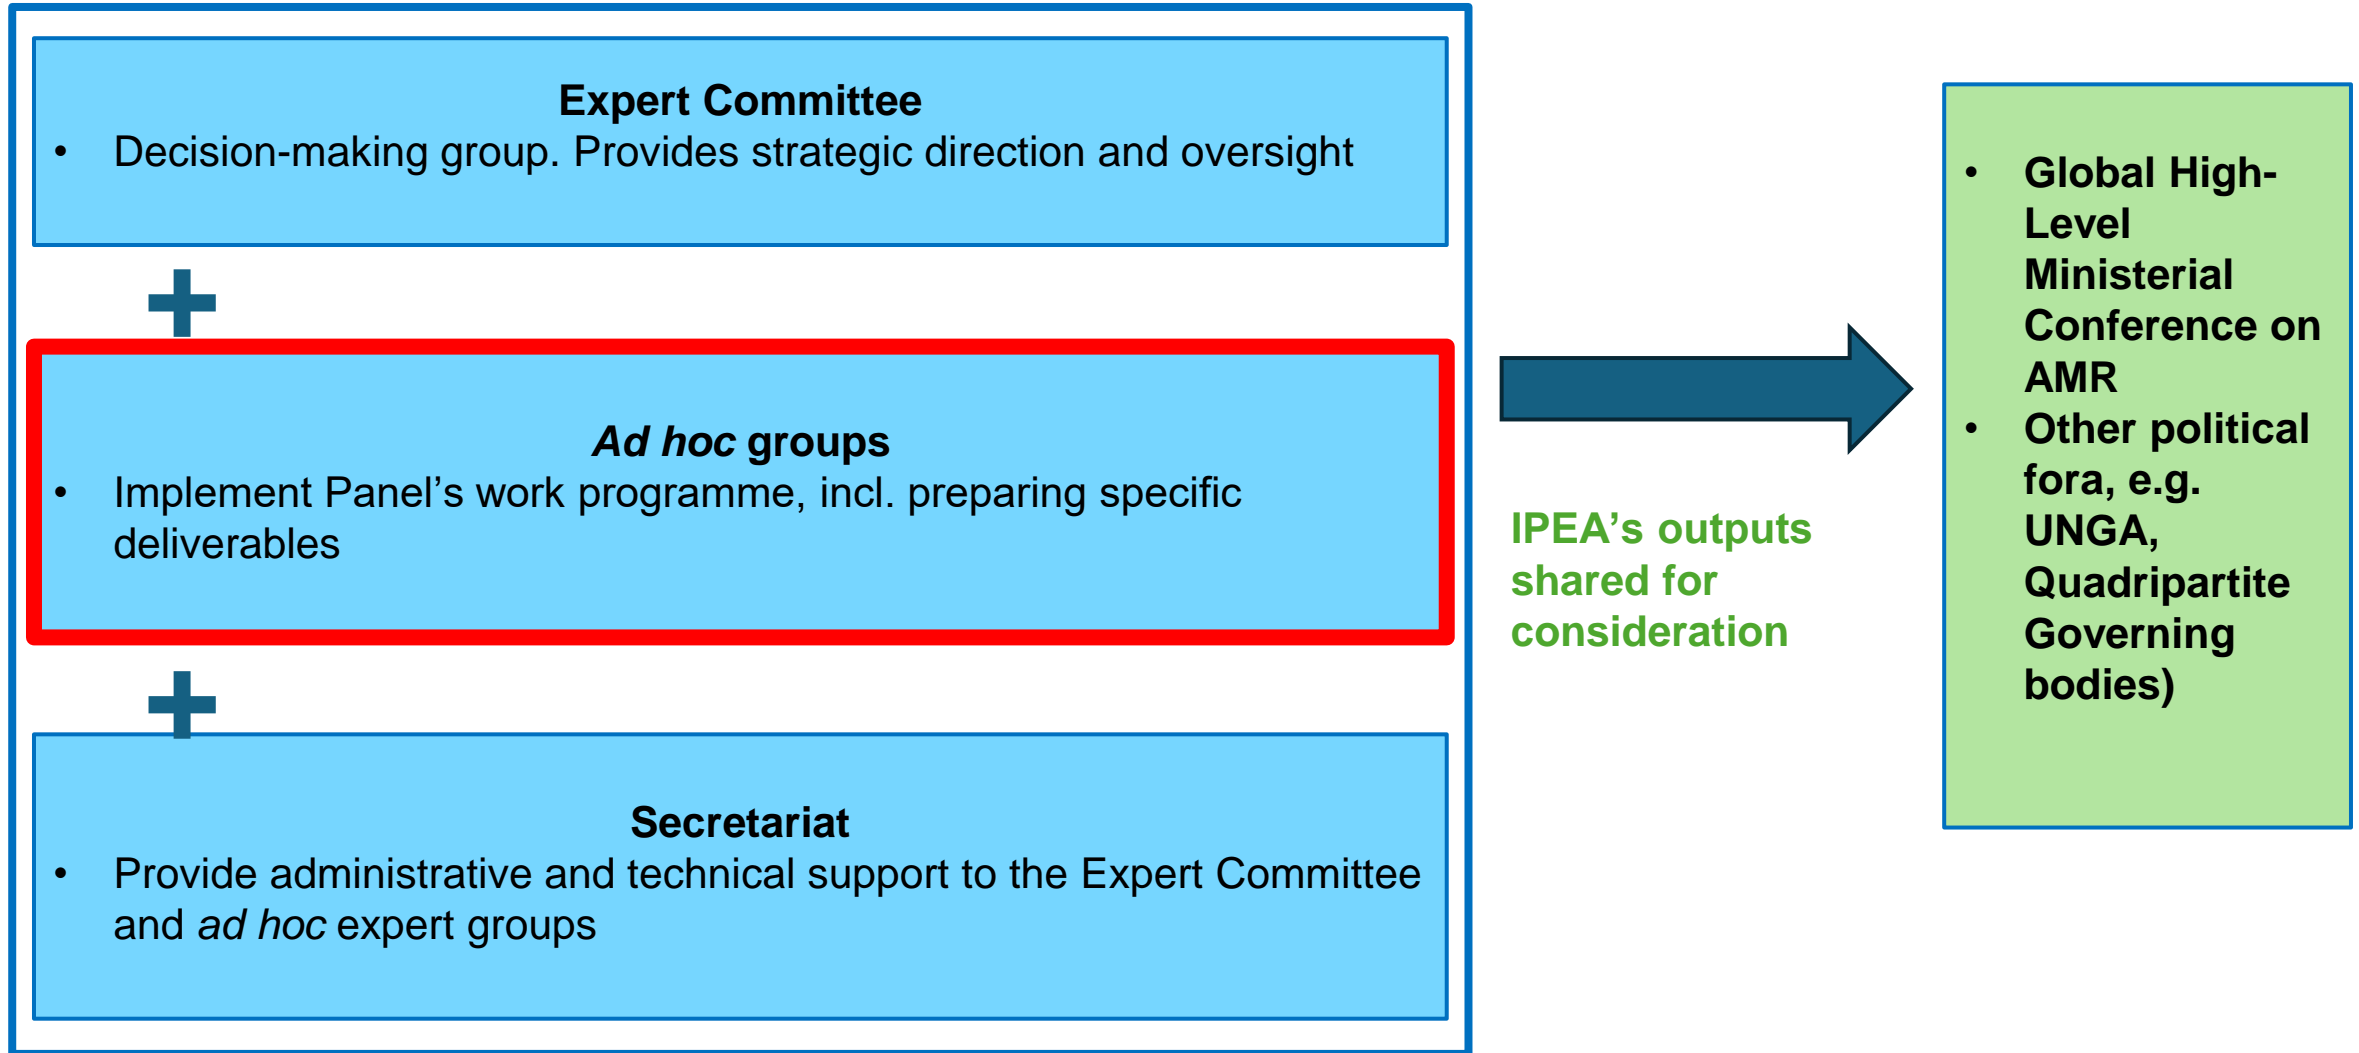 Expert Committee
• Decision-making group. Provides strategic direction and oversight
Ad hoc groups
• Implement Panel’s work programme, incl. preparing specific
deliverables
Secretariat
• Provide administrative and technical support to the Expert Committee
and ad hoc expert groups
IPEA’s outputs
shared for
consideration
• Global High-
Level
Ministerial
Conference on
AMR
• Other political
fora, e.g.
UNGA,
Quadripartite
Governing
bodies)